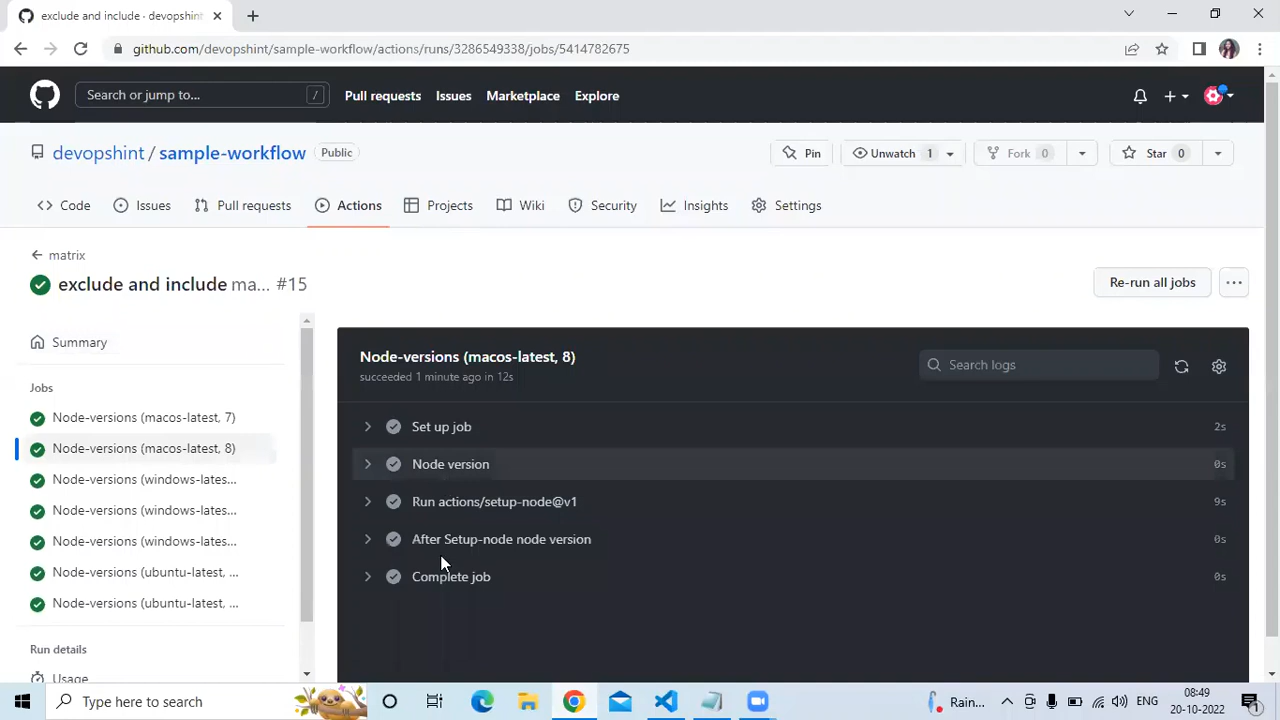 exclude and include · devopshint
github.com/devopshint/sample-workflow/actions/runs/3286549338/jobs/5414782675
Search or jump to... /
Pull requests Issues Marketplace Explore
devopshint / sample-workflow Public
Pin Unwatch 1 Fork 0 Star 0
Code Issues Pull requests Actions Projects Wiki Security Insights Settings
matrix
exclude and include ma... #15
Re-run all jobs
Summary
Jobs
Node-versions (macos-latest, 7)
Node-versions (macos-latest, 8)
Node-versions (windows-lates...
Node-versions (windows-lates...
Node-versions (windows-lates...
Node-versions (ubuntu-latest, ...
Node-versions (ubuntu-latest, ...
Run details
Usage
Node-versions (macos-latest, 8)
succeeded 1 minute ago in 12s
Search logs
Set up job 2s
Node version 0s
Run actions/setup-node@v1 9s
After Setup-node node version 0s
Complete job 0s
Type here to search
Rain...
ENG
08:49
20-10-2022
1